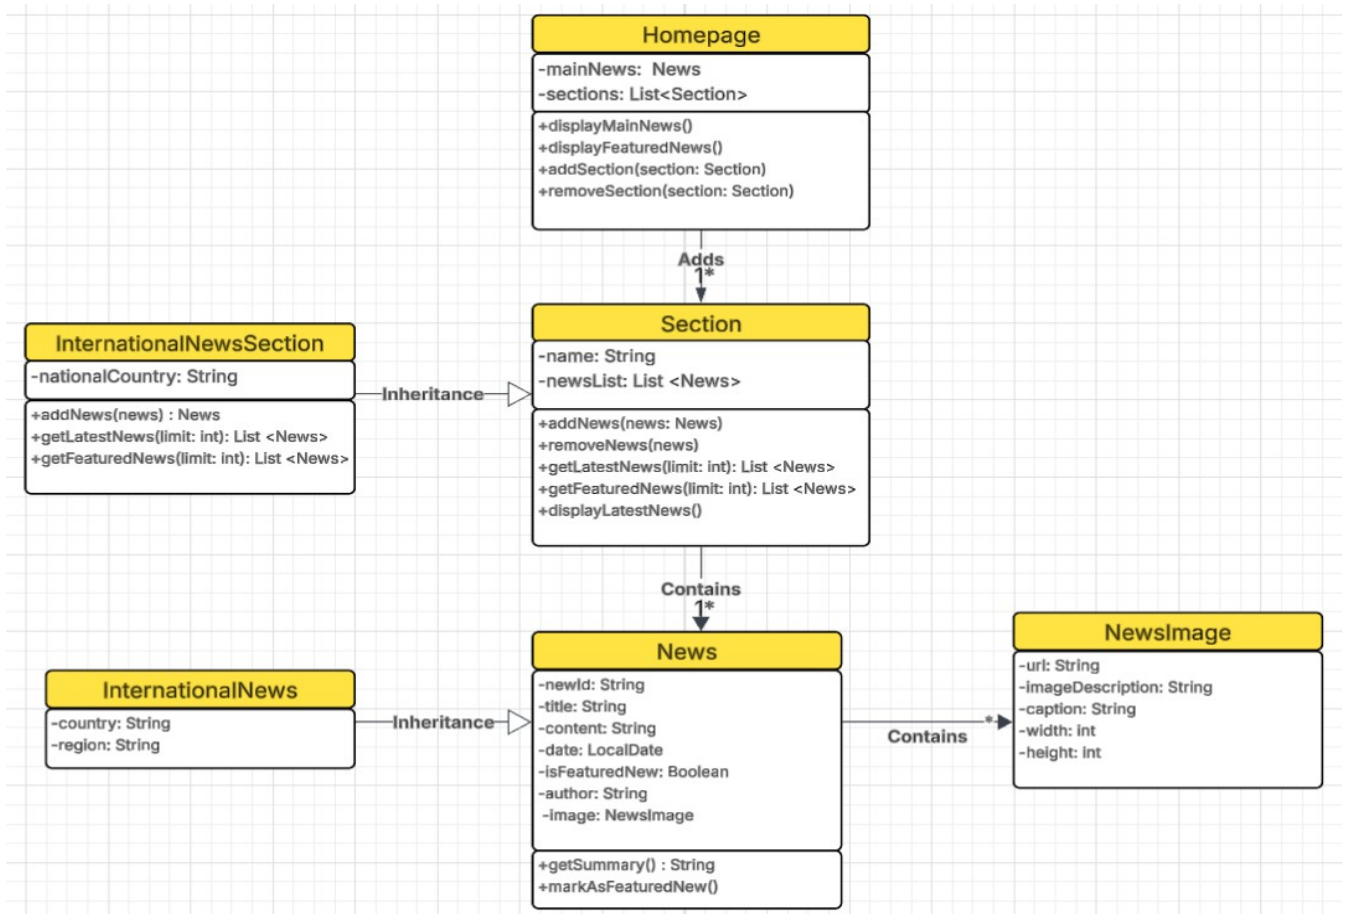 Homepage
-mainNews:  News
-sections: List<Section>
+displayMainNews()
+displayFeaturedNews()
+addSection(section: Section)
+removeSection(section: Section)
Adds
1*
InternationalNewsSection
-nationalCountry: String
+addNews(news) : News
+getLatestNews(limit: int): List <News>
+getFeaturedNews(limit: int): List <News>
Inheritance
Section
-name: String
-newsList: List <News>
+addNews(news: News)
+removeNews(news)
+getLatestNews(limit: int): List <News>
+getFeaturedNews(limit: int): List <News>
+displayLatestNews()
Contains
1*
InternationalNews
-country: String
-region: String
Inheritance
News
-newId: String
-title: String
-content: String
-date: LocalDate
-isFeaturedNew: Boolean
-author: String
-image: NewsImage
+getSummary() : String
+markAsFeaturedNew()
*
Contains
NewsImage
-url: String
-imageDescription: String
-caption: String
-width: int
-height: int